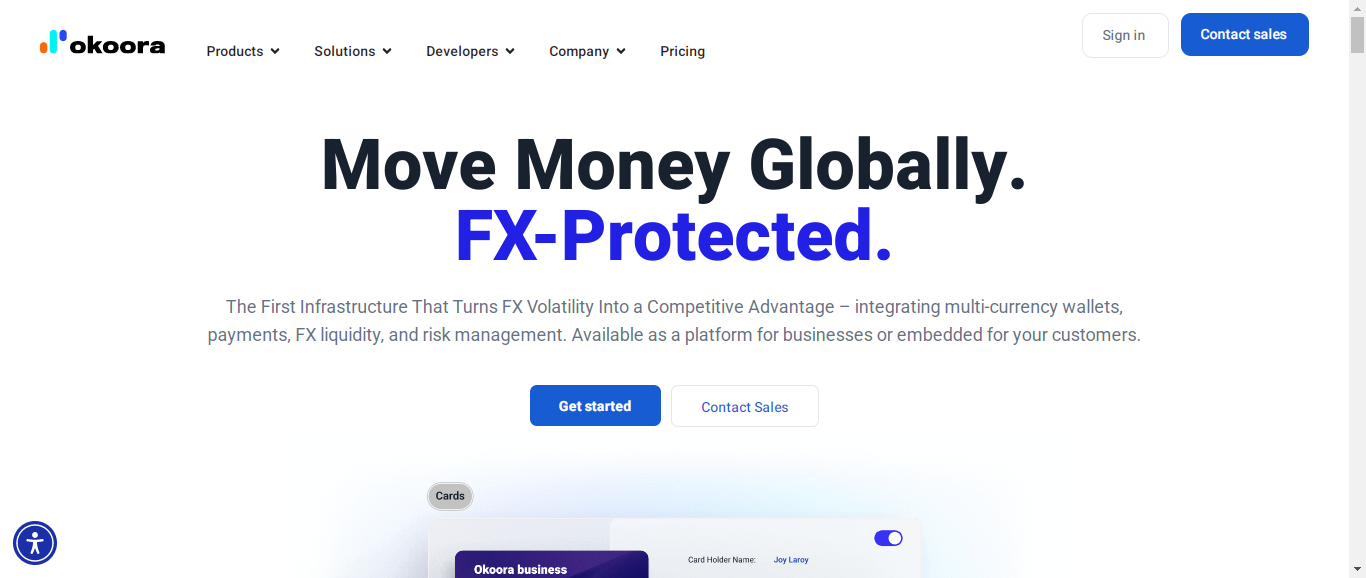 okoora
Products
Solutions
Developers
Company
Pricing
Sign in
Contact sales
Move Money Globally.
FX-Protected.
The First Infrastructure That Turns FX Volatility Into a Competitive Advantage – integrating multi-currency wallets,
payments, FX liquidity, and risk management. Available as a platform for businesses or embedded for your customers.
Get started
Contact Sales
Cards
Card Holder Name: Joy Laroy
Okoora business